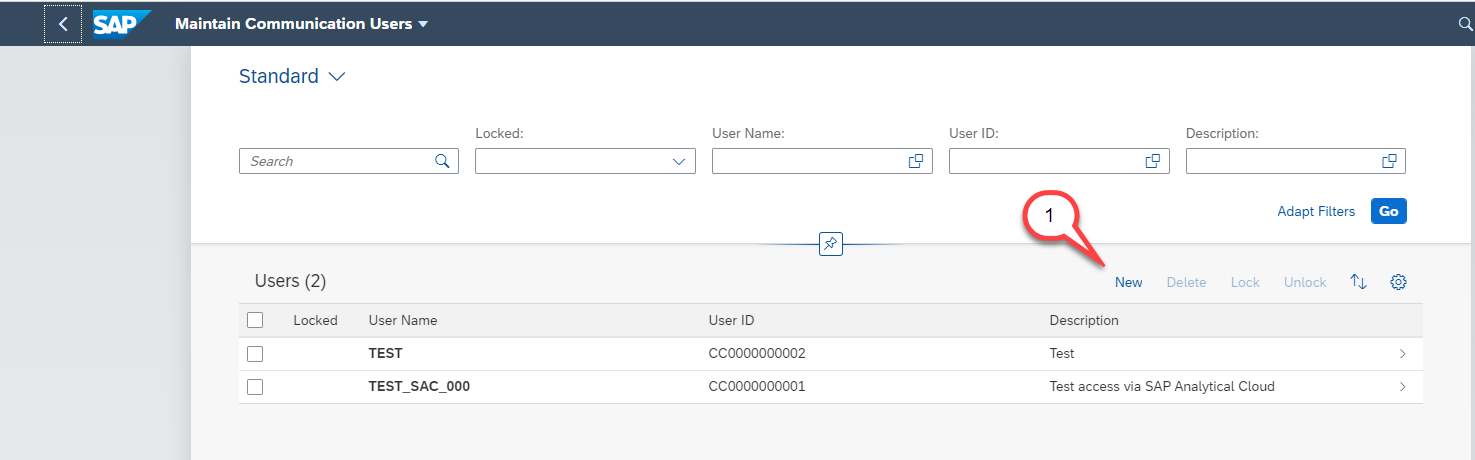 SAP Maintain Communication Users
Standard
Locked: User Name: User ID: Description:
Search
Adapt Filters Go
1
Users (2) New Delete Lock Unlock
Locked User Name User ID Description
TEST CC0000000002 Test
TEST_SAC_000 CC0000000001 Test access via SAP Analytical Cloud